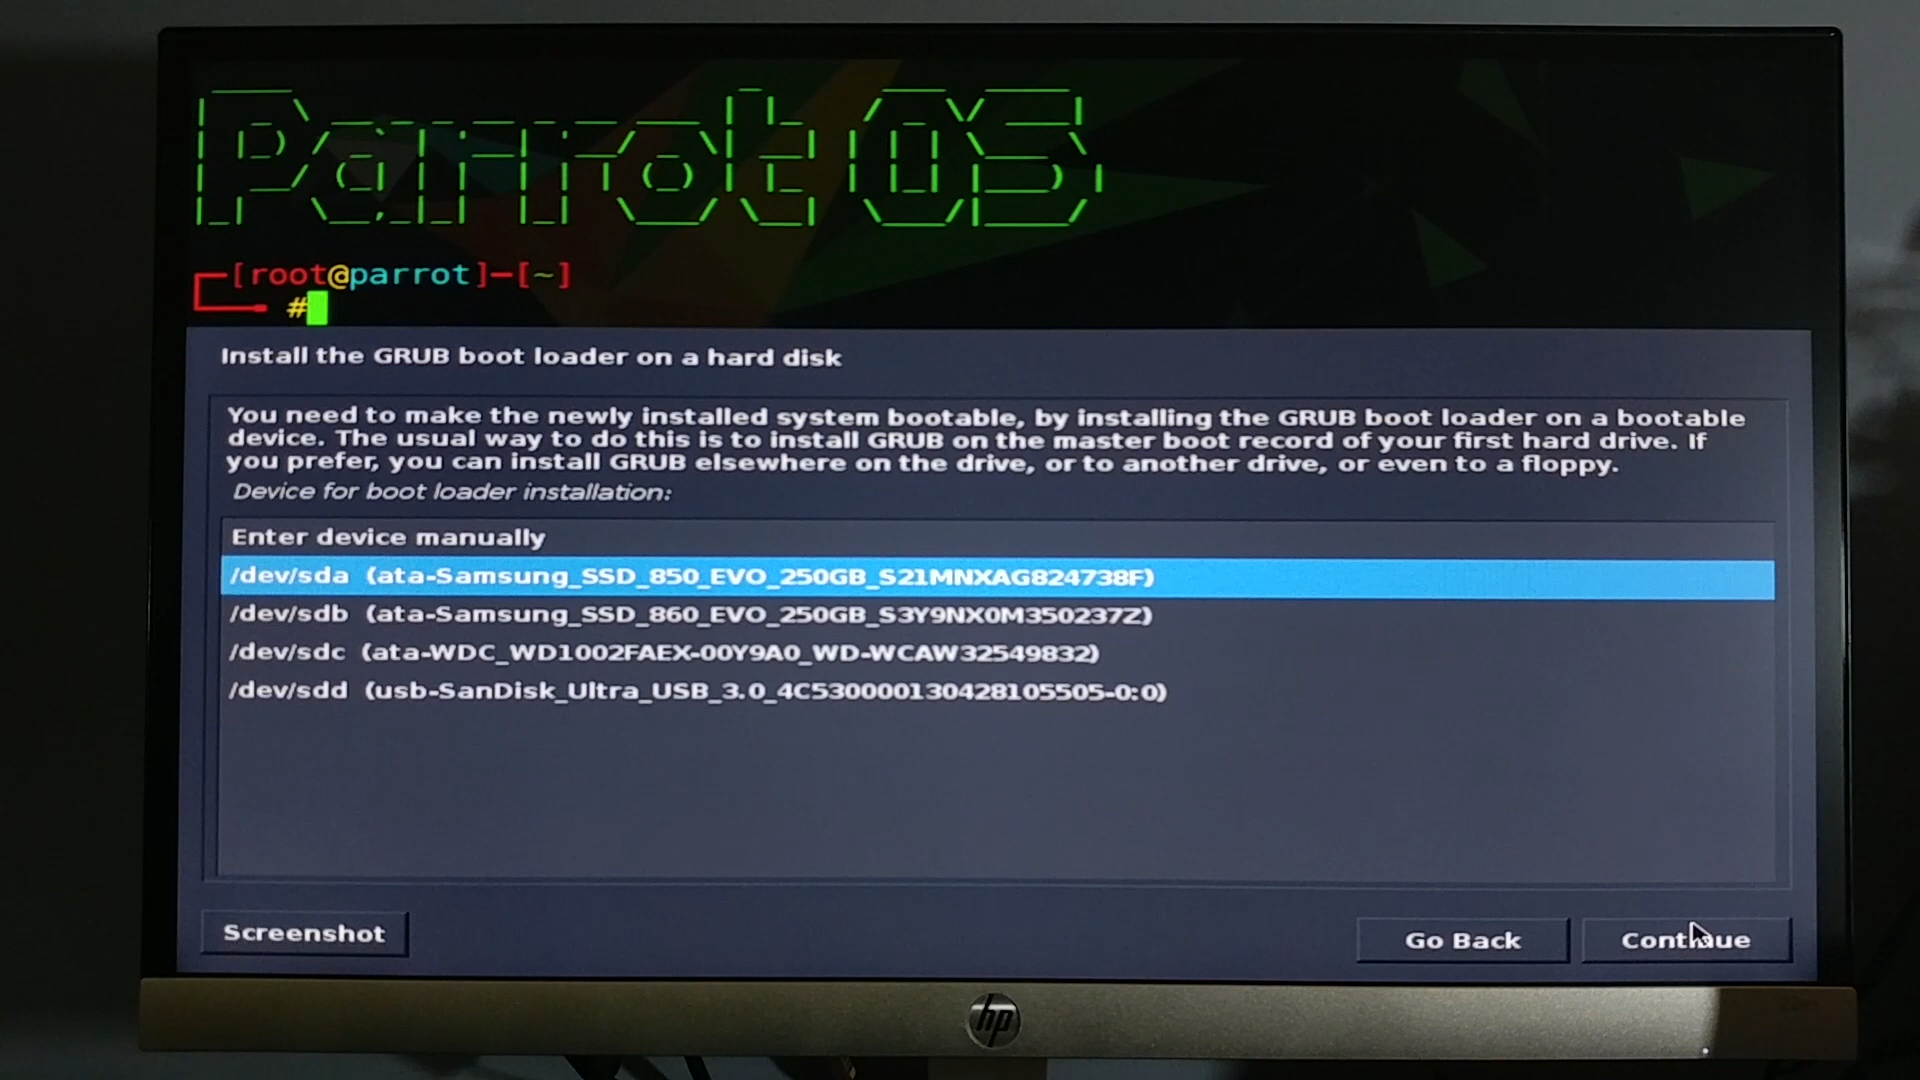 Parrot OS
[root@parrot]─[~]
#
Install the GRUB boot loader on a hard disk
You need to make the newly installed system bootable, by installing the GRUB boot loader on a bootable
device. The usual way to do this is to install GRUB on the master boot record of your first hard drive. If
you prefer, you can install GRUB elsewhere on the drive, or to another drive, or even to a floppy.
Device for boot loader installation:
Enter device manually
/dev/sda (ata-Samsung_SSD_850_EVO_250GB_S21MNXAG824738F)
/dev/sdb (ata-Samsung_SSD_860_EVO_250GB_S3Y9NX0M350237Z)
/dev/sdc (ata-WDC_WD1002FAEX-00Y9A0_WD-WCAW32549832)
/dev/sdd (usb-SanDisk_Ultra_USB_3.0_4C530000130428105505-0:0)
Screenshot
Go Back
Continue
hp